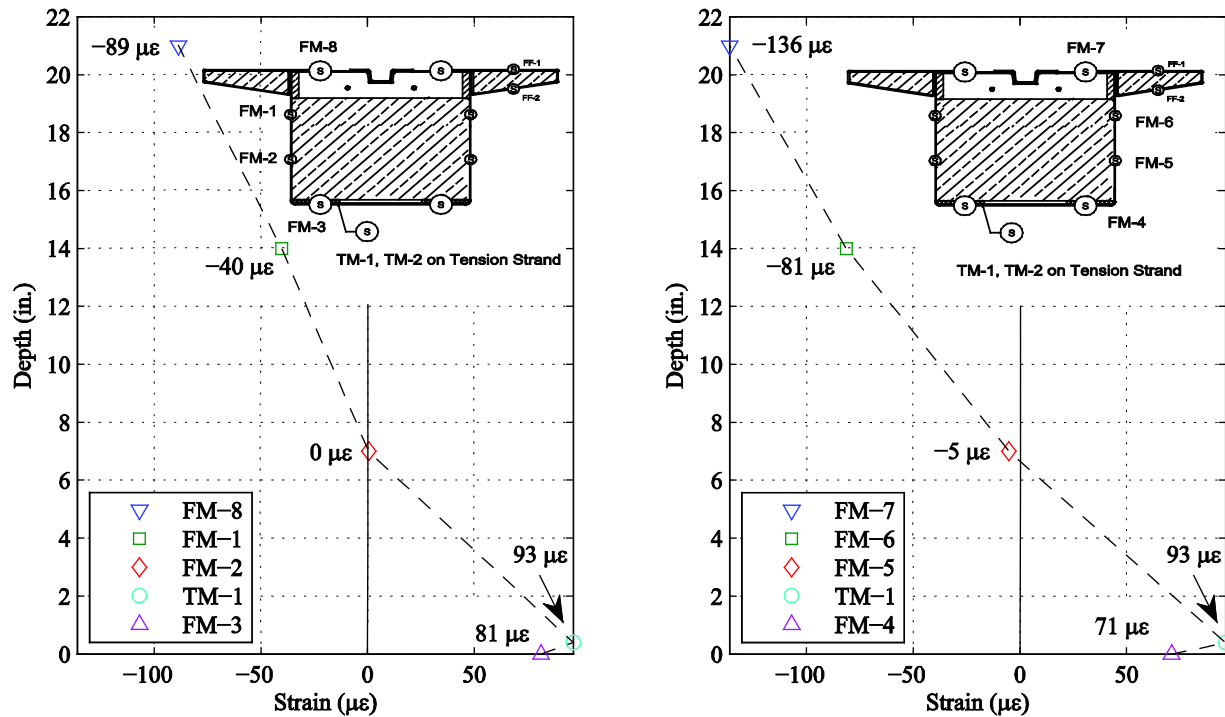 22
20
18
16
14
12
10
8
6
4
2
0
Depth (in.)
−89 με
−40 με
0 με
93 με
81 με
FM-8
FF-1
FF-2
FM-1
FM-2
FM-3
S
S
S
S
S
S
S
S
S
TM-1, TM-2 on Tension Strand
FM−8
FM−1
FM−2
TM−1
FM−3
−100
−50
0
50
Strain (με)
22
20
18
16
14
12
10
8
6
4
2
0
Depth (in.)
−136 με
−81 με
−5 με
93 με
71 με
FM-7
FF-1
FF-2
FM-6
FM-5
FM-4
S
S
S
S
S
S
S
S
S
S
S
TM-1, TM-2 on Tension Strand
FM−7
FM−6
FM−5
TM−1
FM−4
−100
−50
0
50
Strain (με)